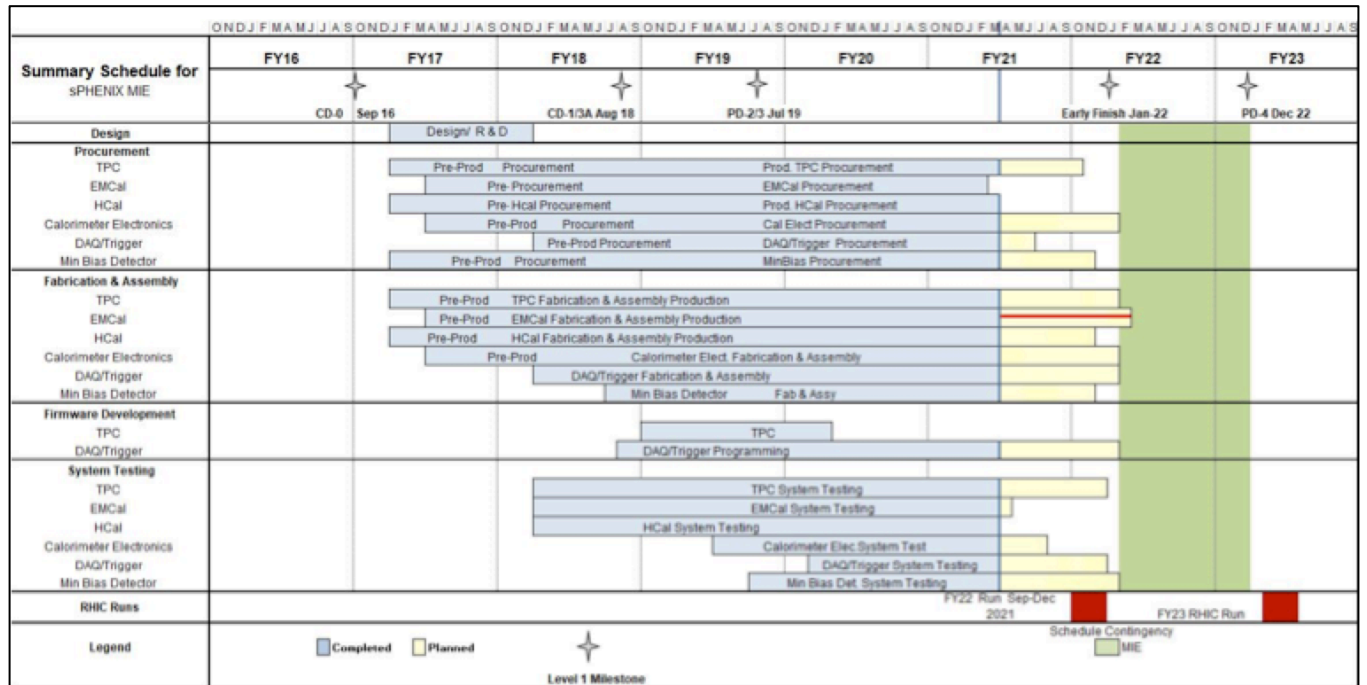 O N D J F M A M J J A S O N D J F M A M J J A S O N D J F M A M J J A S O N D J F M A M J J A S O N D J F M A M J J A S O N D J F M A M J J A S O N D J F M A M J J A S O N D J F M A M J J A S
Summary Schedule for
sPHENIX MIE
FY16 FY17 FY18 FY19 FY20 FY21 FY22 FY23
CD-0 Sep 16 CD-1/3A Aug 18 PD-2/3 Jul 19 Early Finish Jan-22 PD-4 Dec 22
Design Design/ R & D
Procurement
TPC Pre-Prod Procurement Prod. TPC Procurement
EMCal Pre- Procurement EMCal Procurement
HCal Pre-Hcal Procurement Prod. HCal Procurement
Calorimeter Electronics Pre-Prod Procurement Cal Elect Procurement
DAQ/Trigger Pre-Prod Procurement DAQ/Trigger Procurement
Min Bias Detector Pre-Prod Procurement MinBias Procurement
Fabrication & Assembly
TPC Pre-Prod TPC Fabrication & Assembly Production
EMCal Pre-Prod EMCal Fabrication & Assembly Production
HCal Pre-Prod HCal Fabrication & Assembly Production
Calorimeter Electronics Pre-Prod Calorimeter Elect. Fabrication & Assembly
DAQ/Trigger DAQ/Trigger Fabrication & Assembly
Min Bias Detector Min Bias Detector Fab & Assy
Firmware Development
TPC TPC
DAQ/Trigger DAQ/Trigger Programming
System Testing
TPC TPC System Testing
EMCal EMCal System Testing
HCal HCal System Testing
Calorimeter Electronics Calorimeter Elec.System Test
DAQ/Trigger DAQ/Trigger System Testing
Min Bias Detector Min Bias Det. System Testing
RHIC Runs FY22 Run Sep-Dec
2021 FY23 RHIC Run
Schedule Contingency
Legend Completed Planned MIE
Level 1 Milestone